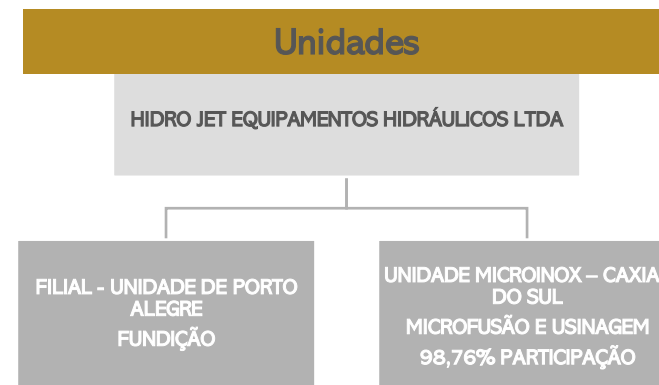 Unidades
HIDRO JET EQUIPAMENTOS HIDRÁULICOS LTDA
FILIAL - UNIDADE DE PORTO
ALEGRE
FUNDIÇÃO
UNIDADE MICROINOX – CAXIA
DO SUL
MICROFUSÃO E USINAGEM
98,76% PARTICIPAÇÃO